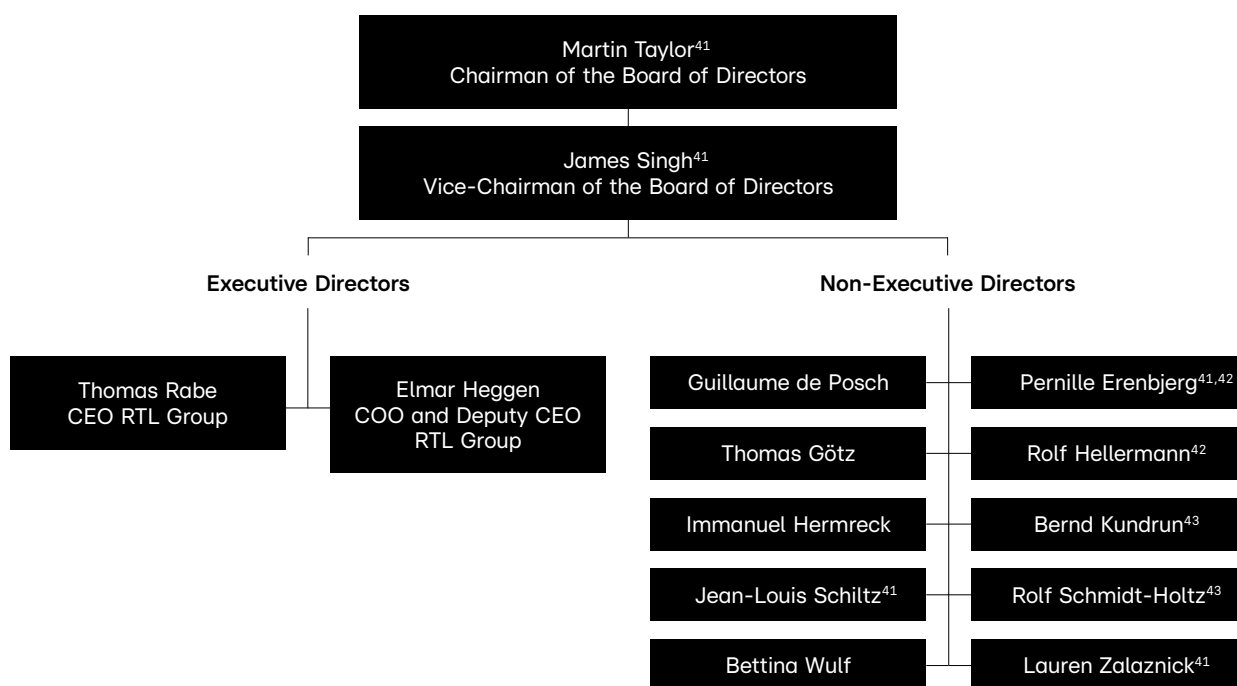 Martin Taylor⁴¹
Chairman of the Board of Directors
James Singh⁴¹
Vice-Chairman of the Board of Directors
Executive Directors
Non-Executive Directors
Thomas Rabe
CEO RTL Group
Elmar Heggen
COO and Deputy CEO
RTL Group
Guillaume de Posch
Pernille Erenbjerg⁴¹,⁴²
Thomas Götz
Rolf Hellermann⁴²
Immanuel Hermreck
Bernd Kundrun⁴³
Jean-Louis Schiltz⁴¹
Rolf Schmidt-Holtz⁴³
Bettina Wulf
Lauren Zalaznick⁴¹